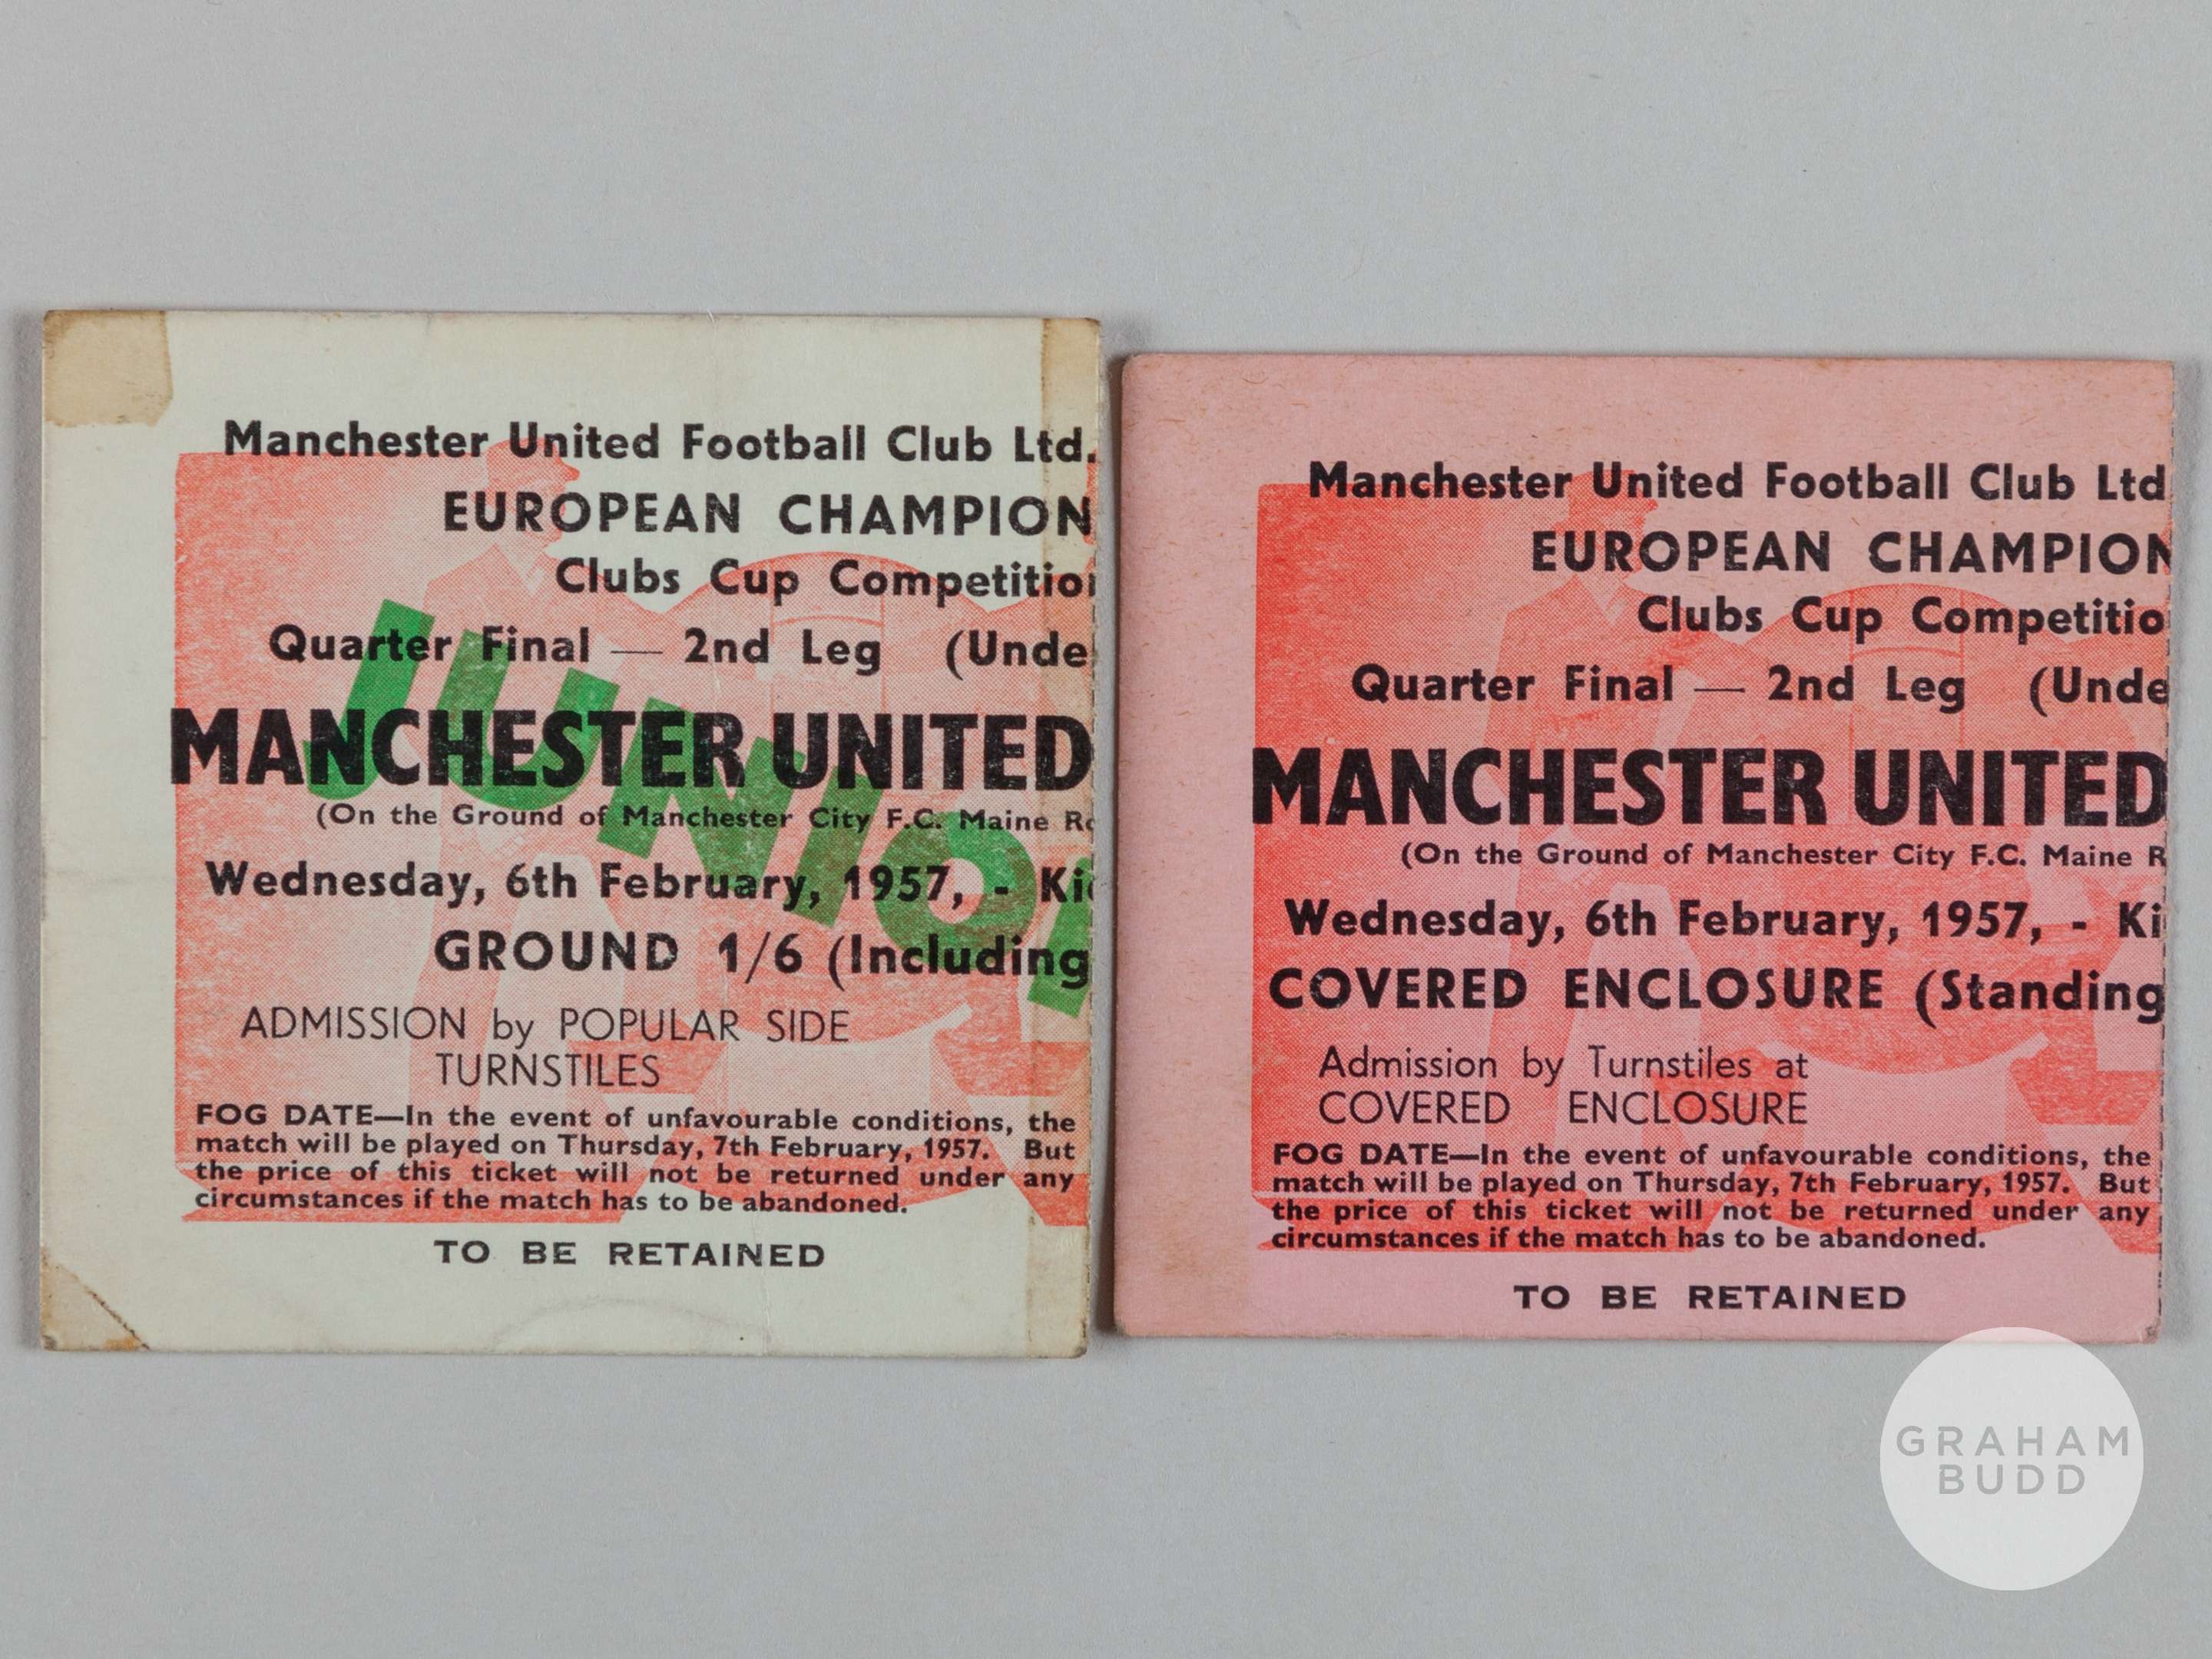 Manchester United Football Club Ltd.
EUROPEAN CHAMPION
Clubs Cup Competitio
Quarter Final — 2nd Leg (Unde
MANCHESTER UNITED
(On the Ground of Manchester City F.C. Maine Ro
Wednesday, 6th February, 1957, - Kic
GROUND 1/6 (Including
ADMISSION by POPULAR SIDE
TURNSTILES
FOG DATE—In the event of unfavourable conditions, the
match will be played on Thursday, 7th February, 1957. But
the price of this ticket will not be returned under any
circumstances if the match has to be abandoned.
TO BE RETAINED
JUNIOR
Manchester United Football Club Ltd
EUROPEAN CHAMPION
Clubs Cup Competitio
Quarter Final — 2nd Leg (Unde
MANCHESTER UNITED
(On the Ground of Manchester City F.C. Maine R
Wednesday, 6th February, 1957, - Ki
COVERED ENCLOSURE (Standing
Admission by Turnstiles at
COVERED ENCLOSURE
FOG DATE—In the event of unfavourable conditions, the
match will be played on Thursday, 7th February, 1957. But
the price of this ticket will not be returned under any
circumstances if the match has to be abandoned.
TO BE RETAINED
GRAHAM
BUDD